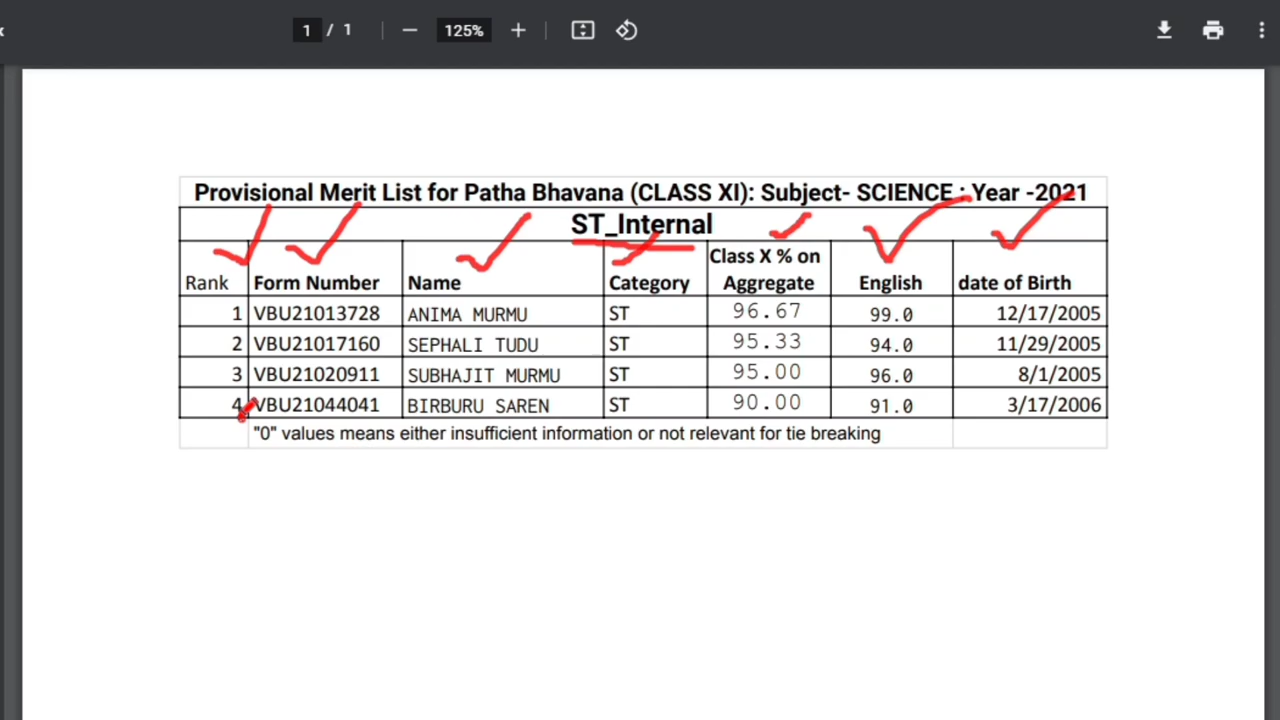 1 / 1 125%
Provisional Merit List for Patha Bhavana (CLASS XI): Subject- SCIENCE : Year -2021
ST_Internal
Rank Form Number Name Category Class X % on Aggregate English date of Birth
1 VBU21013728 ANIMA MURMU ST 96.67 99.0 12/17/2005
2 VBU21017160 SEPHALI TUDU ST 95.33 94.0 11/29/2005
3 VBU21020911 SUBHAJIT MURMU ST 95.00 96.0 8/1/2005
4 VBU21044041 BIRBURU SAREN ST 90.00 91.0 3/17/2006
"0" values means either insufficient information or not relevant for tie breaking